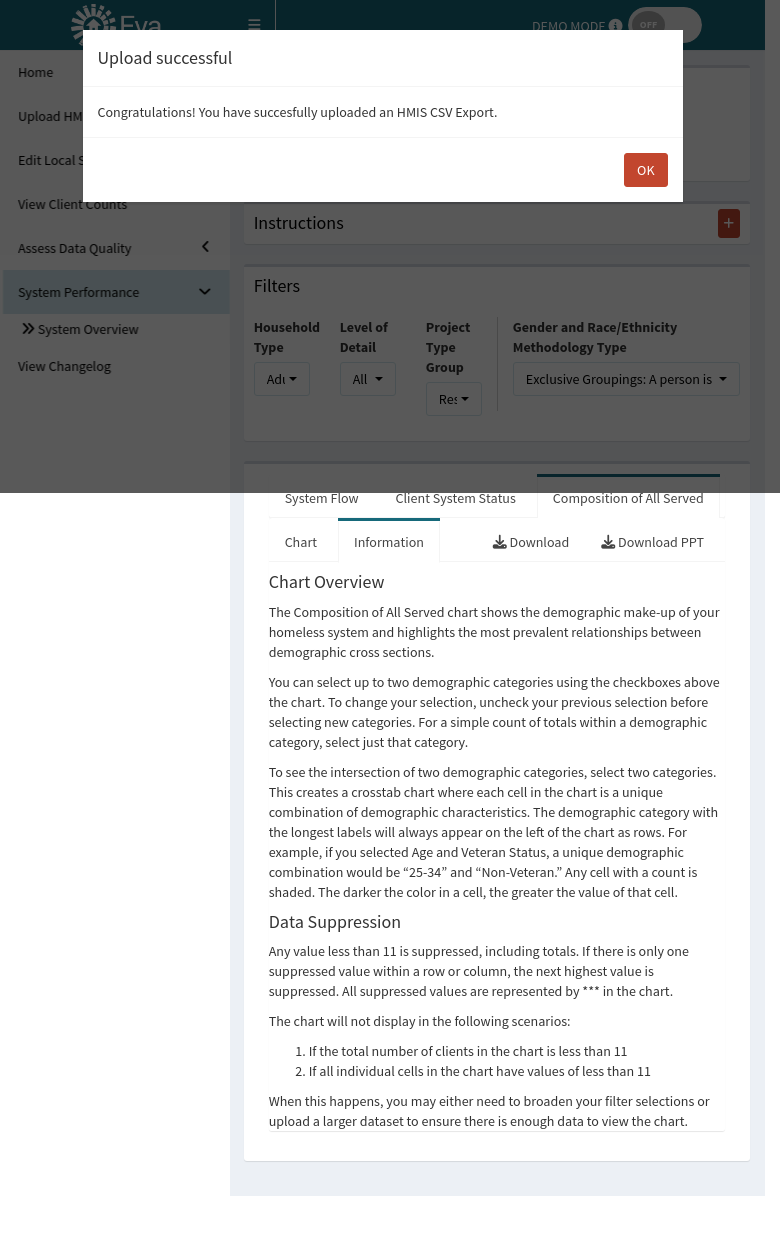 Eva
DEMO MODE
OFF
Upload successful
Congratulations! You have succesfully uploaded an HMIS CSV Export.
OK
Home
Upload HM
Edit Local S
View Client Counts
Assess Data Quality
System Performance
System Overview
View Changelog
Instructions
Filters
Household Type
Level of Detail
Project Type Group
Gender and Race/Ethnicity Methodology Type
All
Exclusive Groupings: A person is
System Flow
Client System Status
Composition of All Served
Chart
Information
Download
Download PPT
Chart Overview
The Composition of All Served chart shows the demographic make-up of your
homeless system and highlights the most prevalent relationships between
demographic cross sections.
You can select up to two demographic categories using the checkboxes above
the chart. To change your selection, uncheck your previous selection before
selecting new categories. For a simple count of totals within a demographic
category, select just that category.
To see the intersection of two demographic categories, select two categories.
This creates a crosstab chart where each cell in the chart is a unique
combination of demographic characteristics. The demographic category with
the longest labels will always appear on the left of the chart as rows. For
example, if you selected Age and Veteran Status, a unique demographic
combination would be “25-34” and “Non-Veteran.” Any cell with a count is
shaded. The darker the color in a cell, the greater the value of that cell.
Data Suppression
Any value less than 11 is suppressed, including totals. If there is only one
suppressed value within a row or column, the next highest value is
suppressed. All suppressed values are represented by *** in the chart.
The chart will not display in the following scenarios:
1. If the total number of clients in the chart is less than 11
2. If all individual cells in the chart have values of less than 11
When this happens, you may either need to broaden your filter selections or
upload a larger dataset to ensure there is enough data to view the chart.